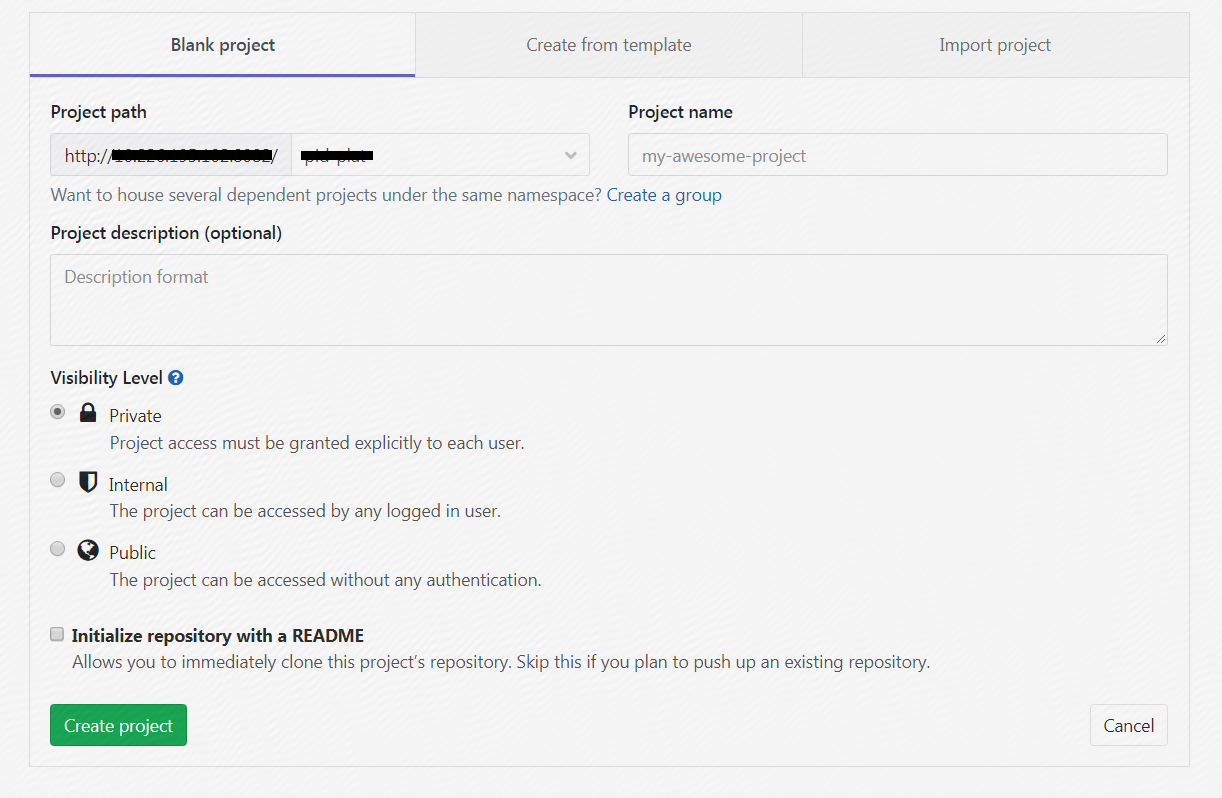 Blank project
Create from template
Import project
Project path
Project name
http://
my-awesome-project
Want to house several dependent projects under the same namespace? Create a group
Project description (optional)
Description format
Visibility Level ?
Private
Project access must be granted explicitly to each user.
Internal
The project can be accessed by any logged in user.
Public
The project can be accessed without any authentication.
Initialize repository with a README
Allows you to immediately clone this project’s repository. Skip this if you plan to push up an existing repository.
Create project
Cancel